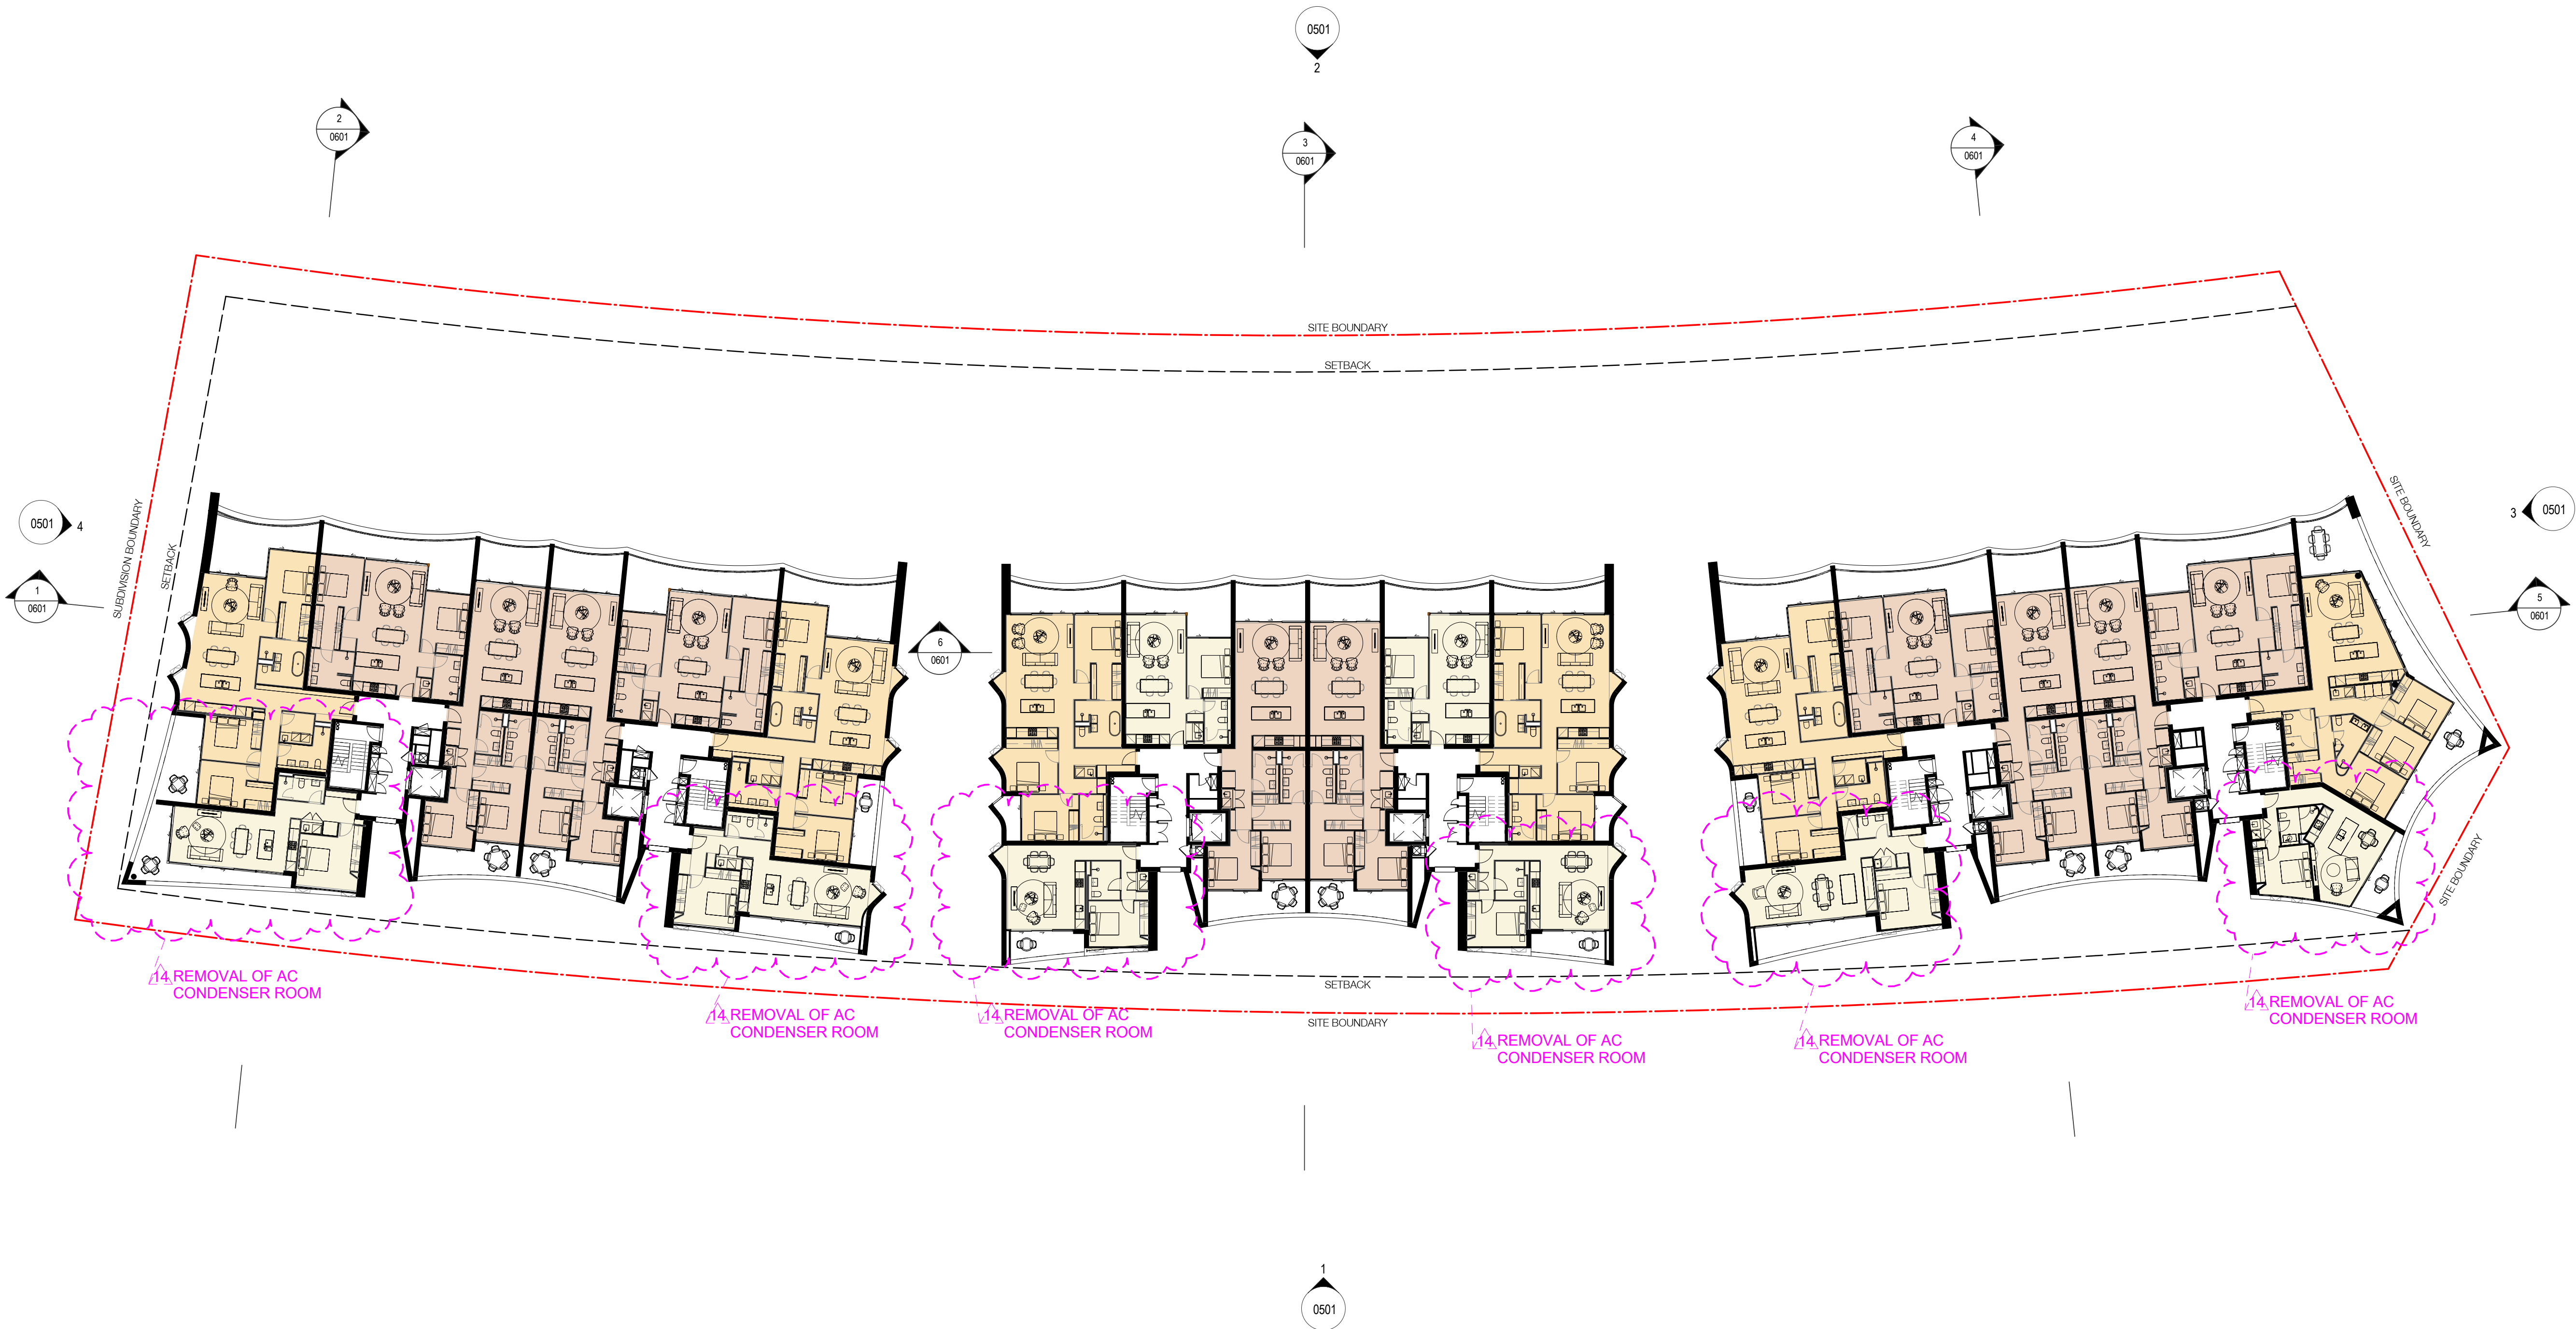 0501
2
2
0601
3
0601
4
0601
SITE BOUNDARY
SETBACK
SUBDIVISION BOUNDARY
SETBACK
SITE BOUNDARY
0501
4
3
0501
1
0601
5
0601
6
0601
SITE BOUNDARY
14 REMOVAL OF AC
CONDENSER ROOM
14 REMOVAL OF AC
CONDENSER ROOM
14 REMOVAL OF AC
CONDENSER ROOM
SETBACK
SITE BOUNDARY
14 REMOVAL OF AC
CONDENSER ROOM
14 REMOVAL OF AC
CONDENSER ROOM
14 REMOVAL OF AC
CONDENSER ROOM
1
0501